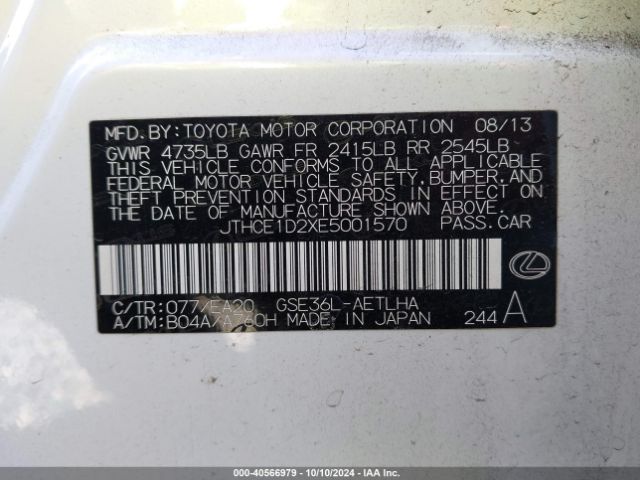 MFD. BY: TOYOTA MOTOR CORPORATION 08/13
GVWR 4735LB GAWR FR 2415LB RR 2545LB
THIS VEHICLE CONFORMS TO ALL APPLICABLE
FEDERAL MOTOR VEHICLE SAFETY, BUMPER, AND
THEFT PREVENTION STANDARDS IN EFFECT ON
THE DATE OF MANUFACTURE SHOWN ABOVE.
JTHCE1D2XE5001570 PASS. CAR
C/TR: 077/EA20 GSE36L-AETLHA
A/TM: B04A/A760H MADE IN JAPAN 244 A
000-40566979 / 10/10/2024 - IAA Inc.